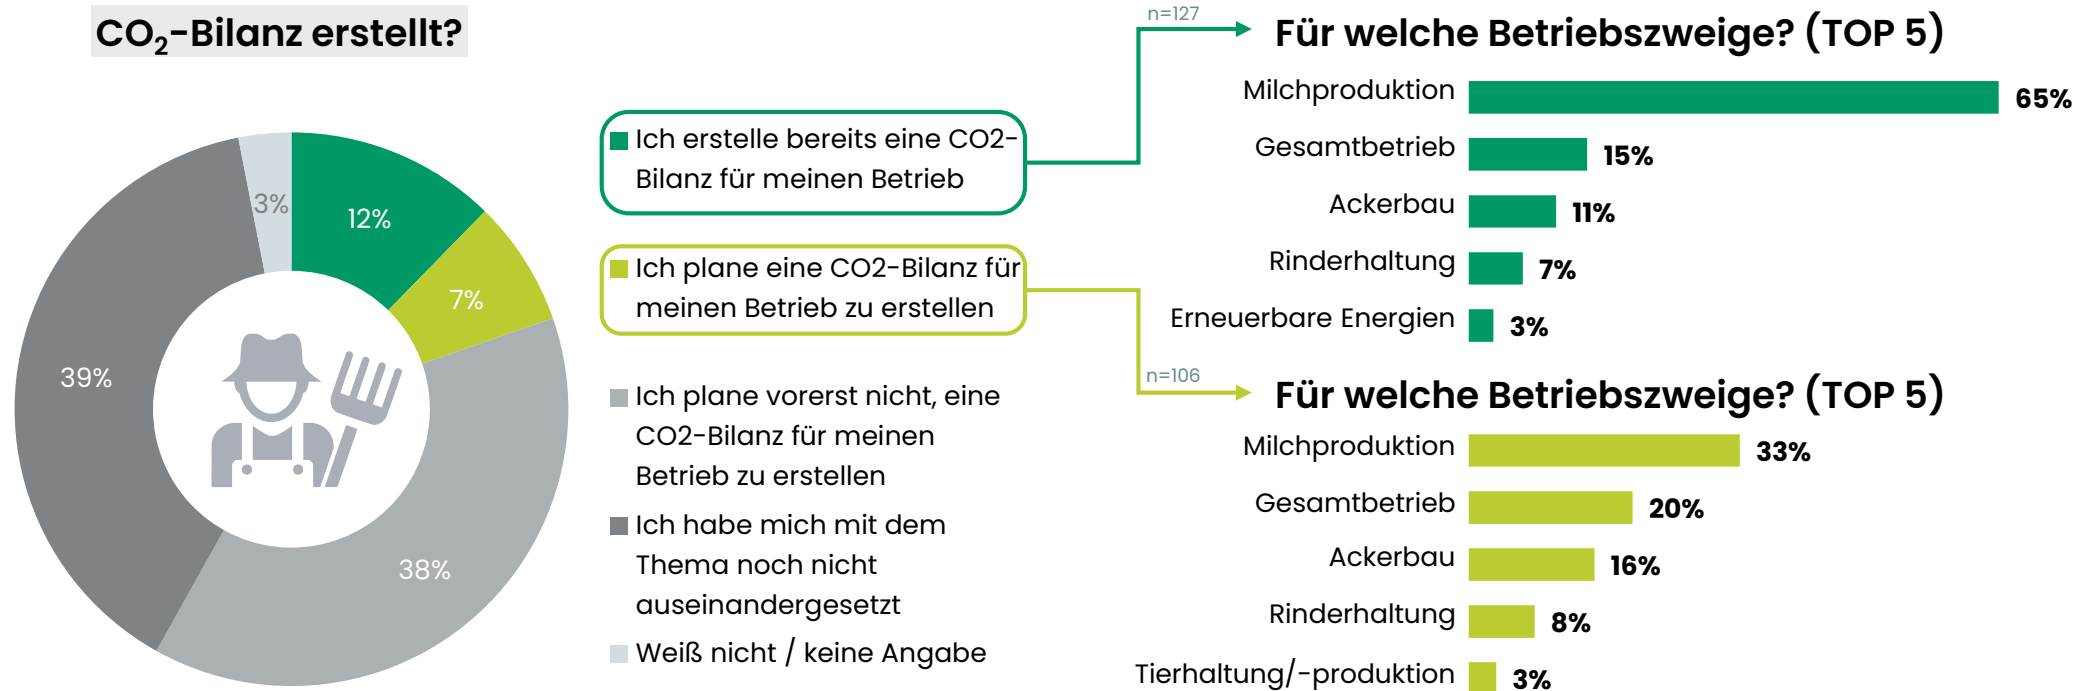 CO₂-Bilanz erstellt?
3%
12%
7%
39%
38%
Ich erstelle bereits eine CO2-
Bilanz für meinen Betrieb
Ich plane eine CO2-Bilanz für
meinen Betrieb zu erstellen
Ich plane vorerst nicht, eine
CO2-Bilanz für meinen
Betrieb zu erstellen
Ich habe mich mit dem
Thema noch nicht
auseinandergesetzt
Weiß nicht / keine Angabe
n=127
Für welche Betriebszweige? (TOP 5)
Milchproduktion 65%
Gesamtbetrieb 15%
Ackerbau 11%
Rinderhaltung 7%
Erneuerbare Energien 3%
n=106
Für welche Betriebszweige? (TOP 5)
Milchproduktion 33%
Gesamtbetrieb 20%
Ackerbau 16%
Rinderhaltung 8%
Tierhaltung/-produktion 3%